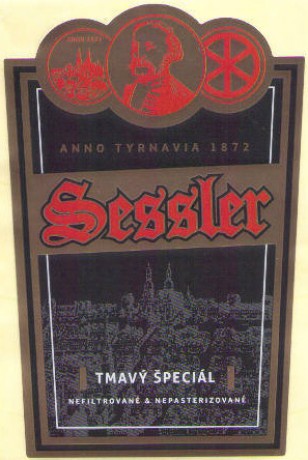 ANNO TYRNAVIA 1872
Sessler
TMAVÝ ŠPECIÁL
NEFILTROVANÉ & NEPASTERIZOVANÉ